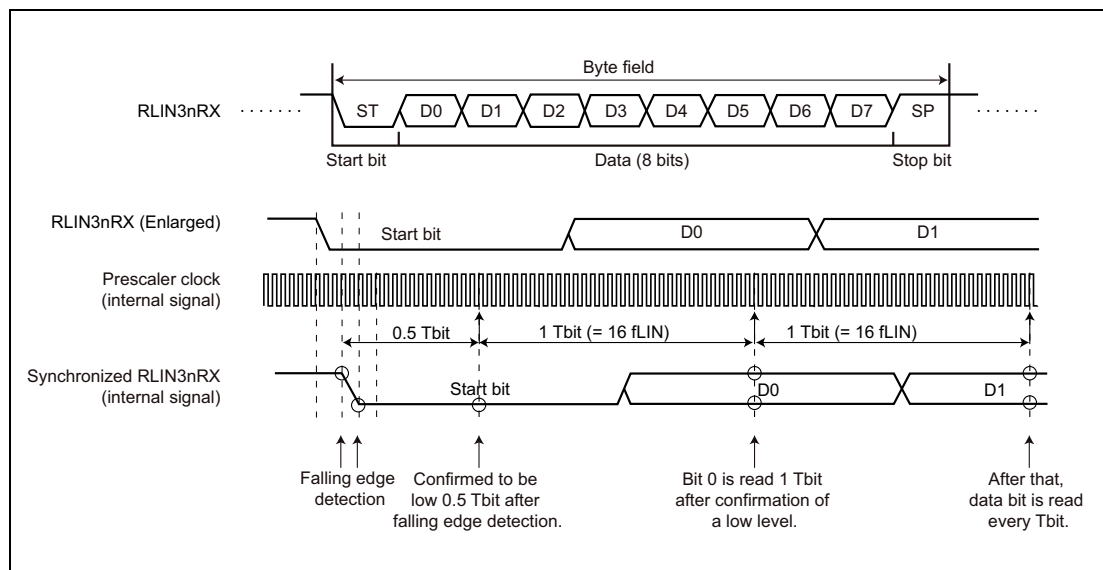 Byte field
RLIN3nRX ······· ST D0 D1 D2 D3 D4 D5 D6 D7 SP ·······
Start bit Data (8 bits) Stop bit
RLIN3nRX (Enlarged) Start bit D0 D1
Prescaler clock
(internal signal)
0.5 Tbit 1 Tbit (= 16 fLIN) 1 Tbit (= 16 fLIN)
Synchronized RLIN3nRX
(internal signal)
Start bit D0 D1
Falling edge
detection
Confirmed to be
low 0.5 Tbit after
falling edge detection.
Bit 0 is read 1 Tbit
after confirmation of
a low level.
After that,
data bit is read
every Tbit.